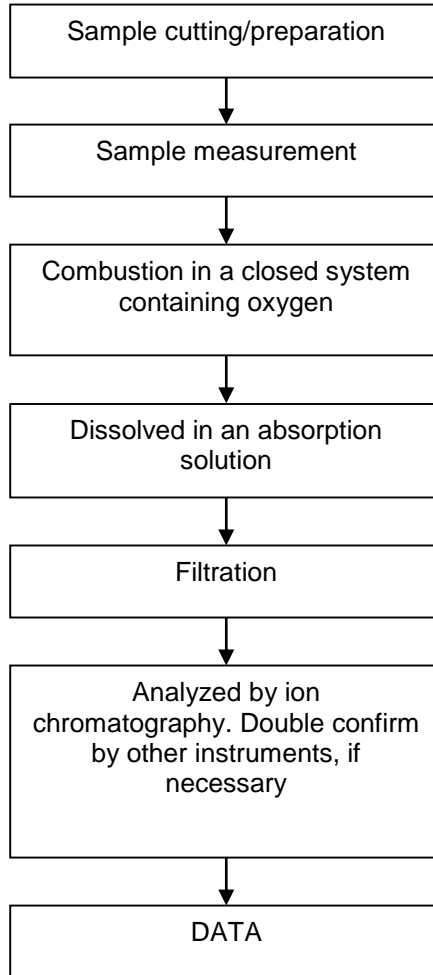 Sample cutting/preparation
Sample measurement
Combustion in a closed system
containing oxygen
Dissolved in an absorption
solution
Filtration
Analyzed by ion
chromatography. Double confirm
by other instruments, if
necessary
DATA